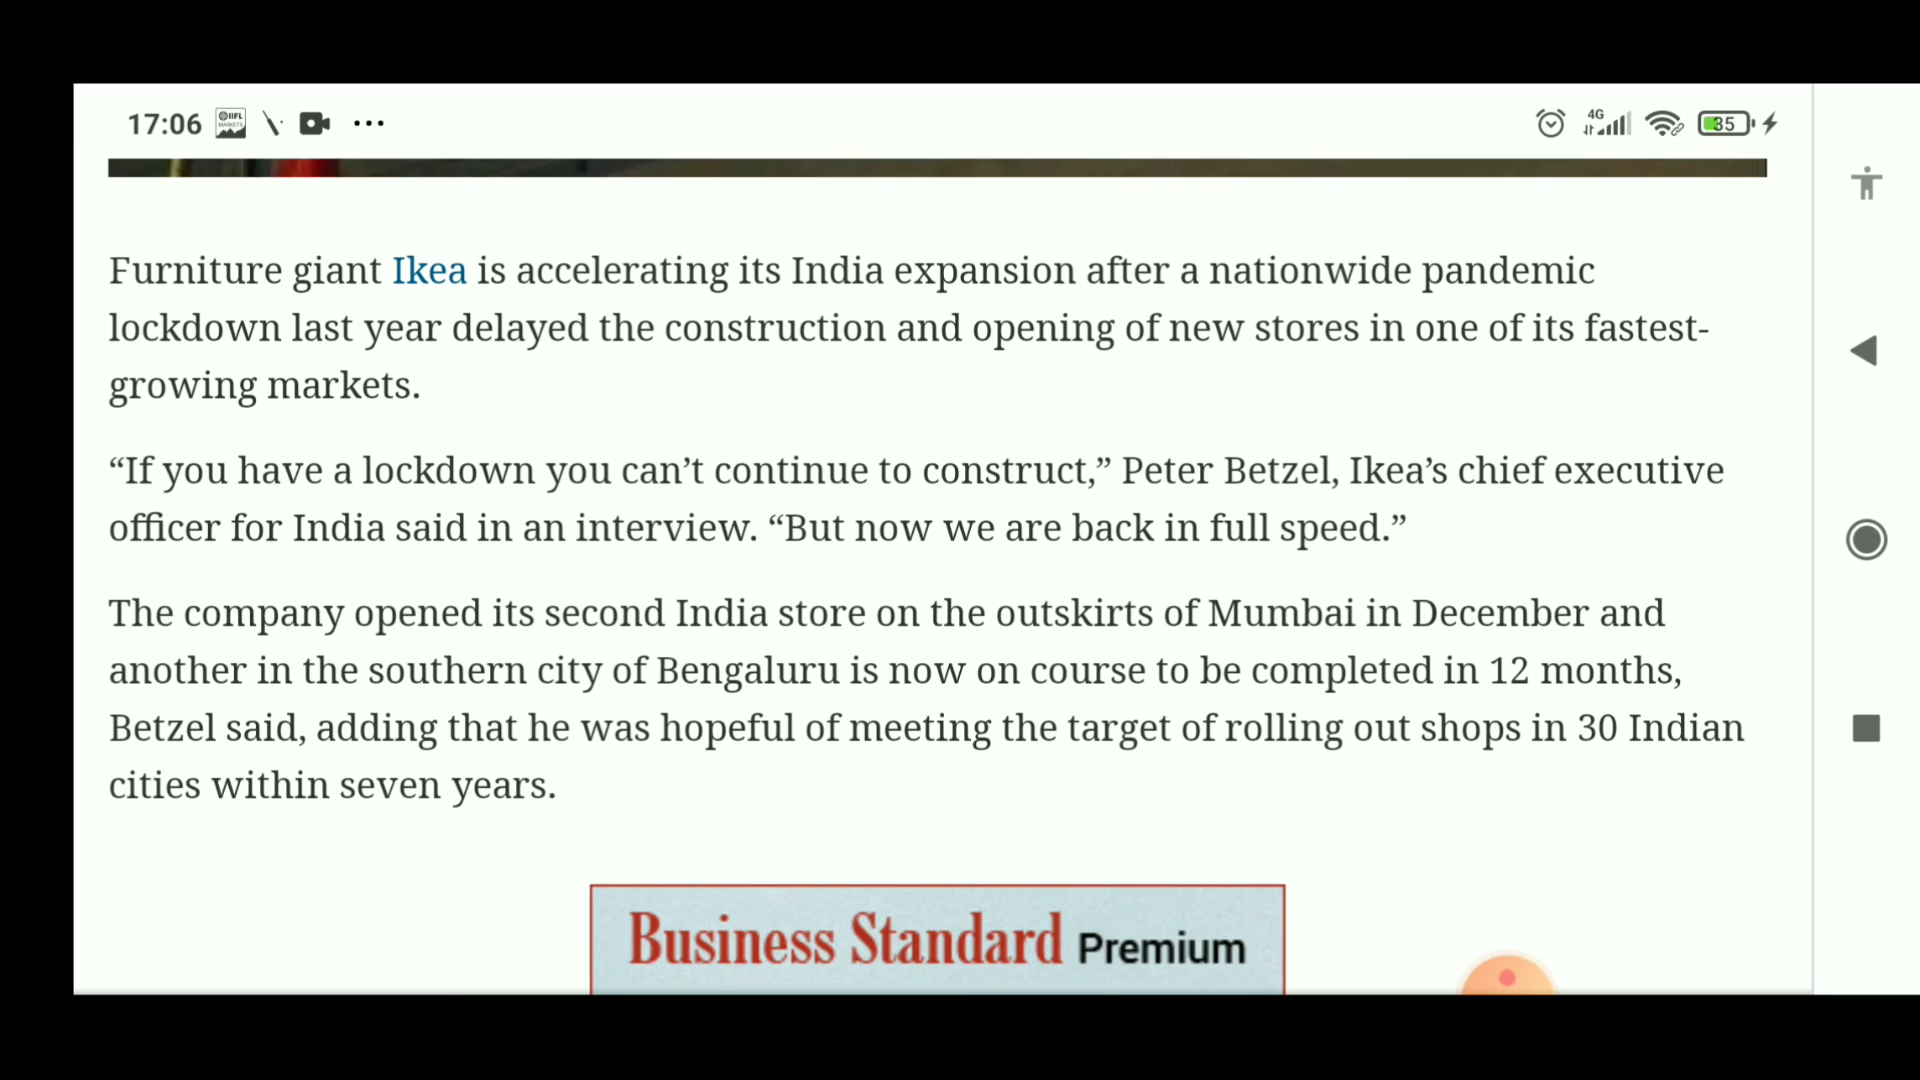 17:06 IIFL MARKETS 4G 35
Furniture giant Ikea is accelerating its India expansion after a nationwide pandemic
lockdown last year delayed the construction and opening of new stores in one of its fastest-
growing markets.
“If you have a lockdown you can’t continue to construct,” Peter Betzel, Ikea’s chief executive
officer for India said in an interview. “But now we are back in full speed.”
The company opened its second India store on the outskirts of Mumbai in December and
another in the southern city of Bengaluru is now on course to be completed in 12 months,
Betzel said, adding that he was hopeful of meeting the target of rolling out shops in 30 Indian
cities within seven years.
Business Standard Premium